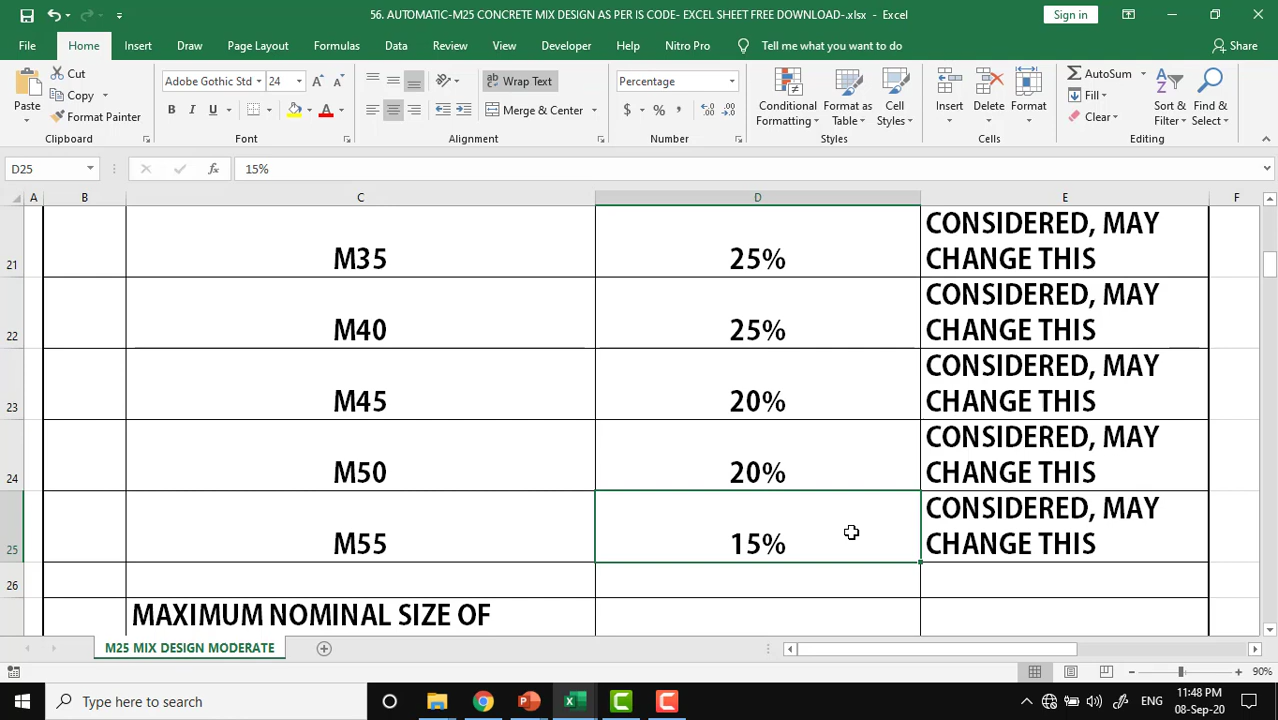 56. AUTOMATIC-M25 CONCRETE MIX DESIGN AS PER IS CODE- EXCEL SHEET FREE DOWNLOAD-.xlsx - Excel
Sign in
File Home Insert Draw Page Layout Formulas Data Review View Developer Help Nitro Pro Tell me what you want to do Share
Paste
Cut
Copy
Format Painter
Clipboard
Adobe Gothic Std 24
B I U
Font
Wrap Text
Merge & Center
Alignment
Percentage
$ % ,
Number
Conditional Formatting
Format as Table
Cell Styles
Styles
Insert
Delete
Format
Cells
AutoSum
Fill
Clear
Sort & Filter
Find & Select
Editing
D25
fx
15%
A B C D E F
21 M35 25% CONSIDERED, MAY
CHANGE THIS
22 M40 25% CONSIDERED, MAY
CHANGE THIS
23 M45 20% CONSIDERED, MAY
CHANGE THIS
24 M50 20% CONSIDERED, MAY
CHANGE THIS
25 M55 15% CONSIDERED, MAY
CHANGE THIS
26
MAXIMUM NOMINAL SIZE OF
M25 MIX DESIGN MODERATE
90%
Type here to search
ENG
11:48 PM
08-Sep-20